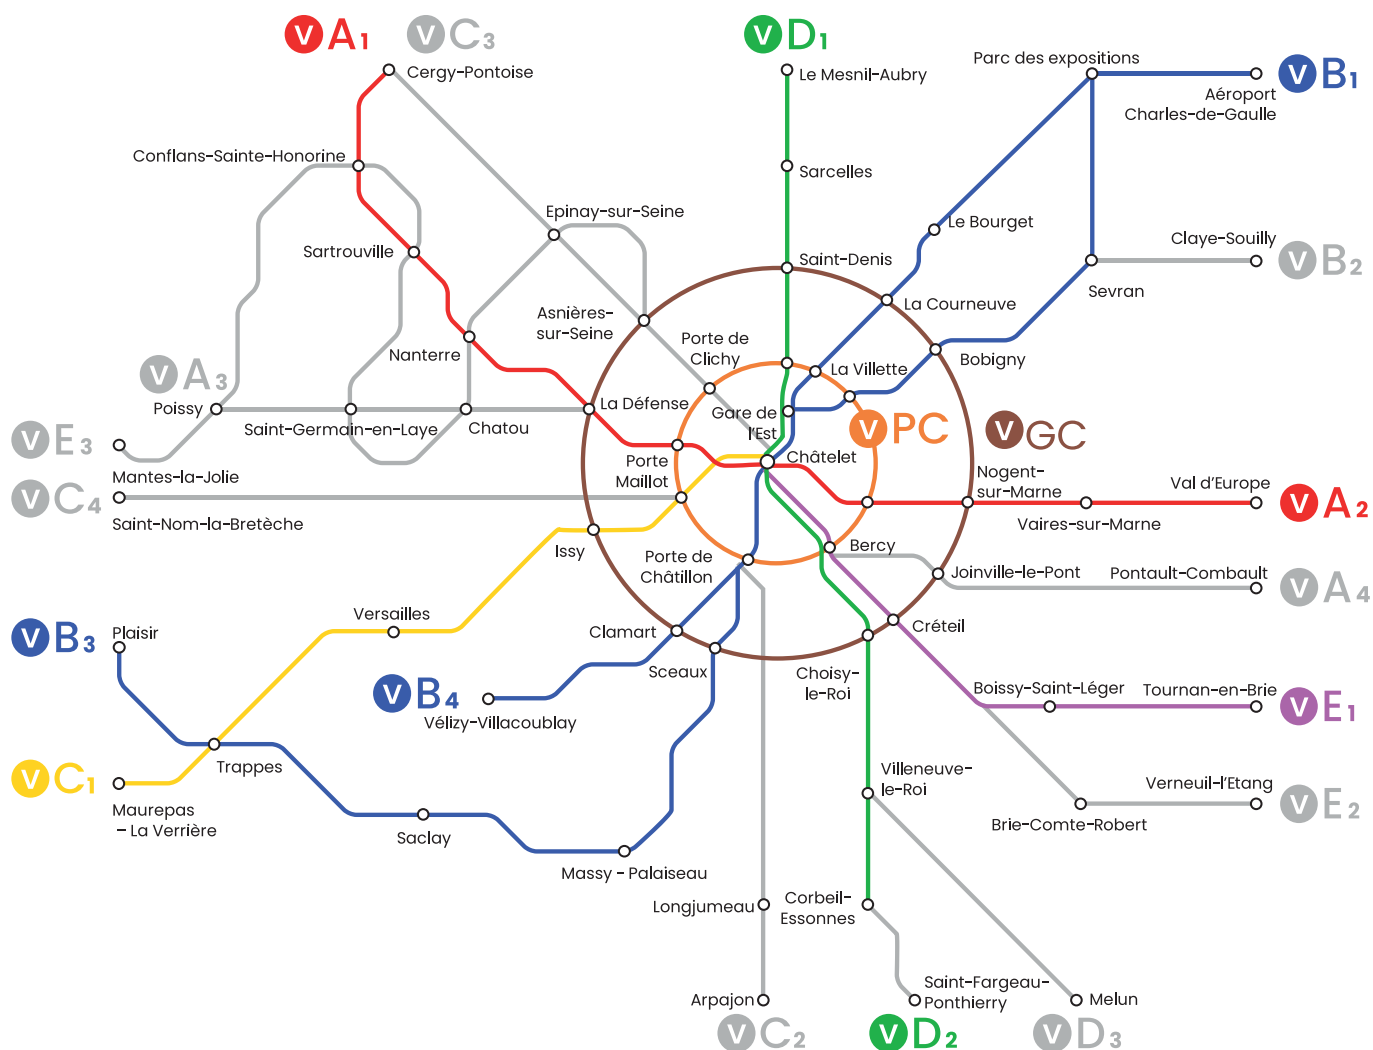 V A1
V C3
V D1
Cergy-Pontoise
Le Mesnil-Aubry
Parc des expositions
V B1
Aéroport
Charles-de-Gaulle
Conflans-Sainte-Honorine
Sarcelles
Epinay-sur-Seine
Le Bourget
Claye-Souilly
V B2
Sartrouville
Saint-Denis
Sevran
La Courneuve
Asnières-
sur-Seine
Porte de
Clichy
Nanterre
Bobigny
V A3
La Villette
Poissy
La Défense
Gare de
l'Est
V PC
V GC
Saint-Germain-en-Laye
Chatou
V E3
Mantes-la-Jolie
Porte
Maillot
Châtelet
Nogent-
sur-Marne
Val d'Europe
V C4
V A2
Saint-Nom-la-Bretèche
Vaires-sur-Marne
Issy
Bercy
Porte de
Châtillon
Joinville-le-Pont
Pontault-Combault
V A4
Versailles
V B3
Plaisir
Clamart
Créteil
Sceaux
Choisy-
le-Roi
V B4
Vélizy-Villacoublay
Boissy-Saint-Léger
Tournan-en-Brie
V E1
Trappes
V C1
Maurepas
– La Verrière
Villeneuve-
le-Roi
Verneuil-l'Etang
V E2
Brie-Comte-Robert
Saclay
Massy - Palaiseau
Longjumeau
Corbeil-
Essonnes
Arpajon
Saint-Fargeau-
Ponthierry
Melun
V C2
V D2
V D3